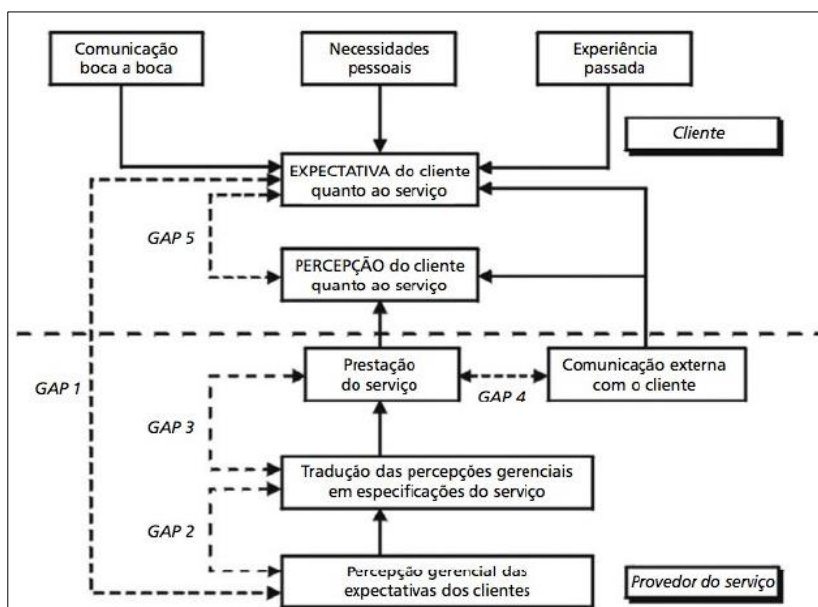 Comunicação
boca a boca
Necessidades
pessoais
Experiência
passada
Cliente
EXPECTATIVA do cliente
quanto ao serviço
GAP 5
PERCEPÇÃO do cliente
quanto ao serviço
Prestação
do serviço
Comunicação externa
com o cliente
GAP 1
GAP 4
GAP 3
Tradução das percepções gerenciais
em especificações do serviço
GAP 2
Percepção gerencial das
expectativas dos clientes
Provedor do serviço